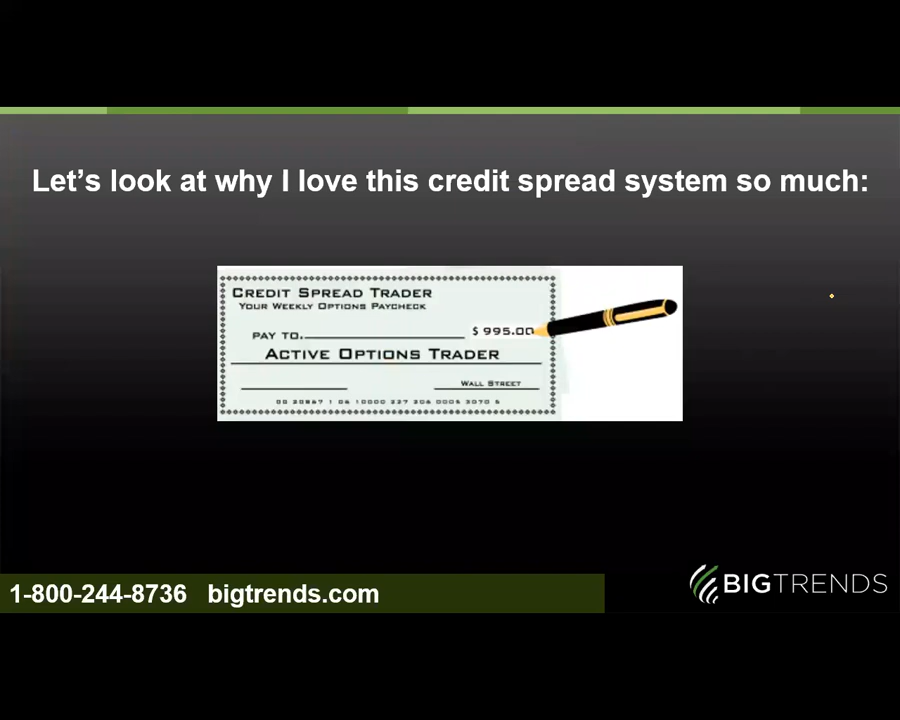 Let's look at why I love this credit spread system so much:
Credit Spread Trader
Your Weekly Options Paycheck
Pay to.
$ 995.00
Active Options Trader
Wall Street
1-800-244-8736 bigtrends.com
BIGTRENDS